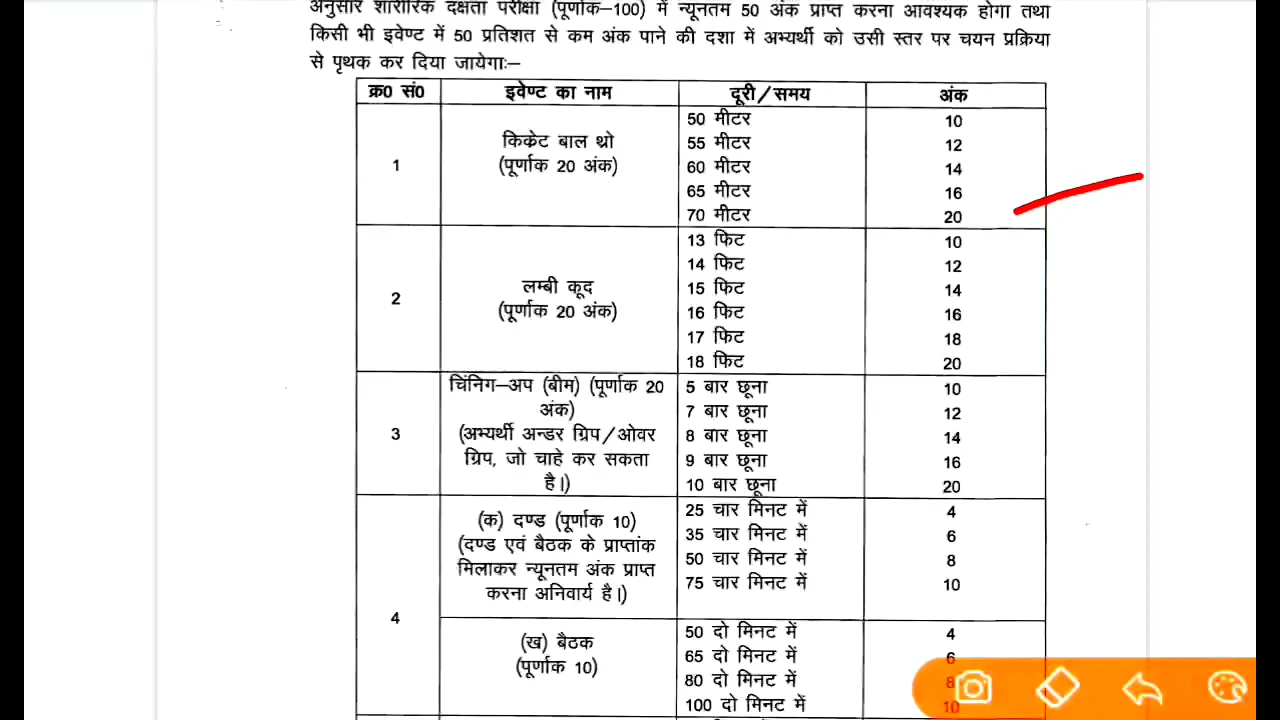 अनुसार शारीरिक दक्षता परीक्षा (पूर्णाक–100) में न्यूनतम 50 अंक प्राप्त करना आवश्यक होगा तथा
किसी भी इवेण्ट में 50 प्रतिशत से कम अंक पाने की दशा में अभ्यर्थी को उसी स्तर पर चयन प्रक्रिया
से पृथक कर दिया जायेगाः–
क्र0 सं0 इवेण्ट का नाम दूरी/समय अंक
1
किकेट बाल थ्रो
(पूर्णाक 20 अंक)
50 मीटर 10
55 मीटर 12
60 मीटर 14
65 मीटर 16
70 मीटर 20
2
लम्बी कूद
(पूर्णाक 20 अंक)
13 फिट 10
14 फिट 12
15 फिट 14
16 फिट 16
17 फिट 18
18 फिट 20
3
चिंनिग–अप (बीम) (पूर्णाक 20
अंक)
(अभ्यर्थी अन्डर ग्रिप/ओवर
ग्रिप, जो चाहे कर सकता
है।)
5 बार छूना 10
7 बार छूना 12
8 बार छूना 14
9 बार छूना 16
10 बार छूना 20
4
(क) दण्ड (पूर्णाक 10)
(दण्ड एवं बैठक के प्राप्तांक
मिलाकर न्यूनतम अंक प्राप्त
करना अनिवार्य है।)
25 चार मिनट में 4
35 चार मिनट में 6
50 चार मिनट में 8
75 चार मिनट में 10
(ख) बैठक
(पूर्णाक 10)
50 दो मिनट में 4
65 दो मिनट में 6
80 दो मिनट में 8
100 दो मिनट में 10